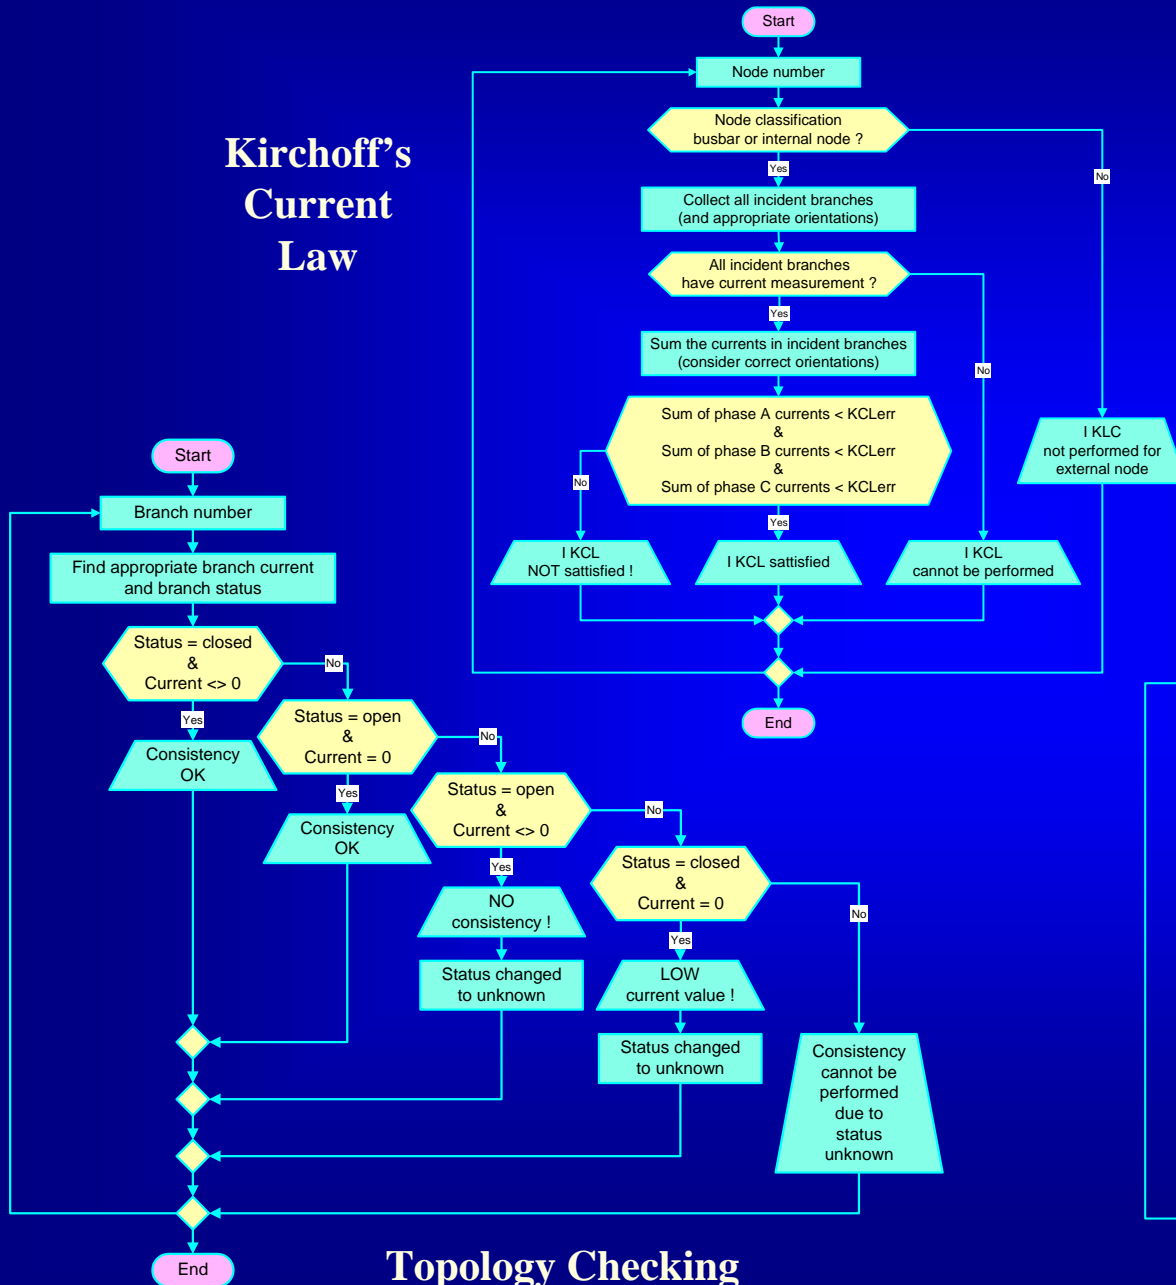 Kirchoff's
Current
Law
Start
Node number
Node classification
busbar or internal node ?
Yes
No
Collect all incident branches
(and appropriate orientations)
All incident branches
have current measurement ?
Yes
No
Sum the currents in incident branches
(consider correct orientations)
Sum of phase A currents < KCLerr
&
Sum of phase B currents < KCLerr
&
Sum of phase C currents < KCLerr
No
Yes
I KCL
NOT sattisfied !
I KCL sattisfied
I KCL
cannot be performed
I KLC
not performed for
external node
End
Start
Branch number
Find appropriate branch current
and branch status
Status = closed
&
Current <> 0
No
Yes
Consistency
OK
Status = open
&
Current = 0
No
Yes
Consistency
OK
Status = open
&
Current <> 0
No
Yes
NO
consistency !
Status changed
to unknown
Status = closed
&
Current = 0
No
Yes
LOW
current value !
Status changed
to unknown
Consistency
cannot be
performed
due to
status
unknown
End
Topology Checking